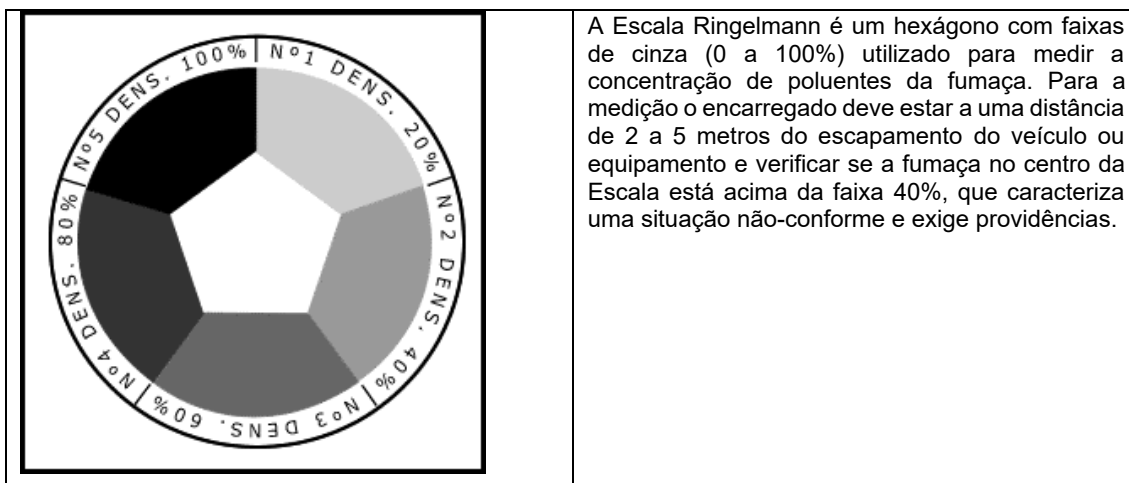 Nº1 DENS. 20%
Nº2 DENS. 40%
Nº3 DENS. 60%
Nº4 DENS. 80%
Nº5 DENS. 100%
A Escala Ringelmann é um hexágono com faixas
de cinza (0 a 100%) utilizado para medir a
concentração de poluentes da fumaça. Para a
medição o encarregado deve estar a uma distância
de 2 a 5 metros do escapamento do veículo ou
equipamento e verificar se a fumaça no centro da
Escala está acima da faixa 40%, que caracteriza
uma situação não-conforme e exige providências.